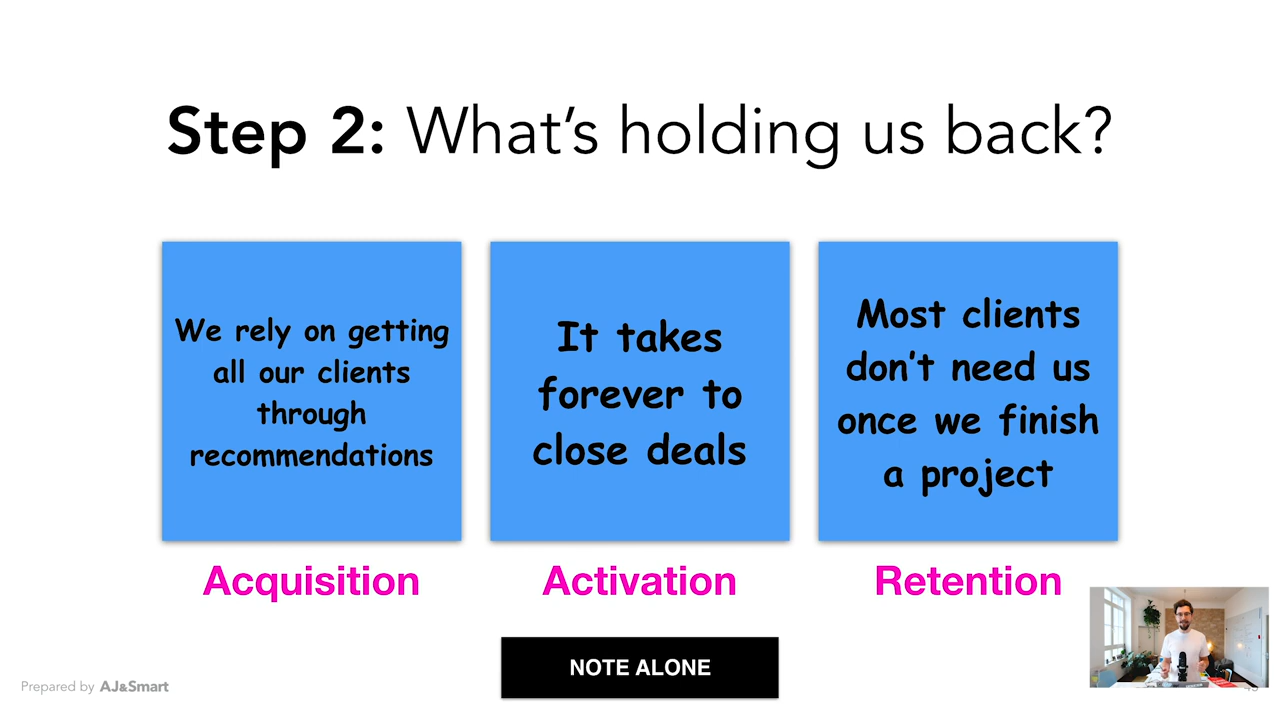 Step 2: What's holding us back?
We rely on getting
all our clients
through
recommendations
It takes
forever to
close deals
Most clients
don't need us
once we finish
a project
Acquisition
Activation
Retention
NOTE ALONE
Prepared by AJ&Smart